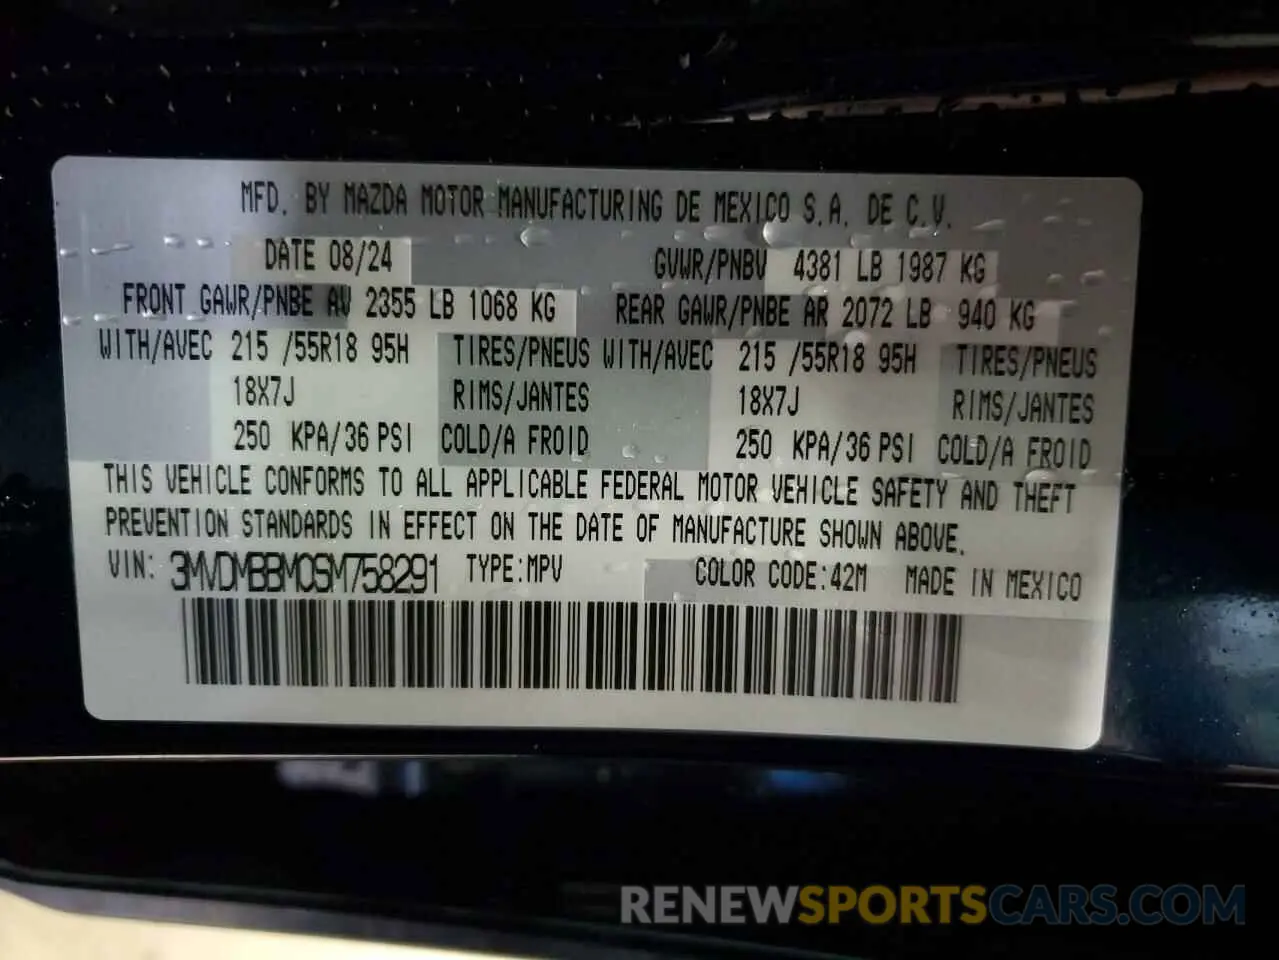 MFD. BY MAZDA MOTOR MANUFACTURING DE MEXICO S.A. DE C.V.
DATE 08/24 GVWR/PNBV 4381 LB 1987 KG
FRONT GAWR/PNBE AV 2355 LB 1068 KG REAR GAWR/PNBE AR 2072 LB 940 KG
WITH/AVEC 215 /55R18 95H TIRES/PNEUS WITH/AVEC 215 /55R18 95H TIRES/PNEUS
18X7J RIMS/JANTES 18X7J RIMS/JANTES
250 KPA/36 PSI COLD/A FROID 250 KPA/36 PSI COLD/A FROID
THIS VEHICLE CONFORMS TO ALL APPLICABLE FEDERAL MOTOR VEHICLE SAFETY AND THEFT
PREVENTION STANDARDS IN EFFECT ON THE DATE OF MANUFACTURE SHOWN ABOVE.
VIN: 3MVDMBBM0SM758291 TYPE:MPV COLOR CODE:42M MADE IN MEXICO
RENEWSPORTSCARS.COM